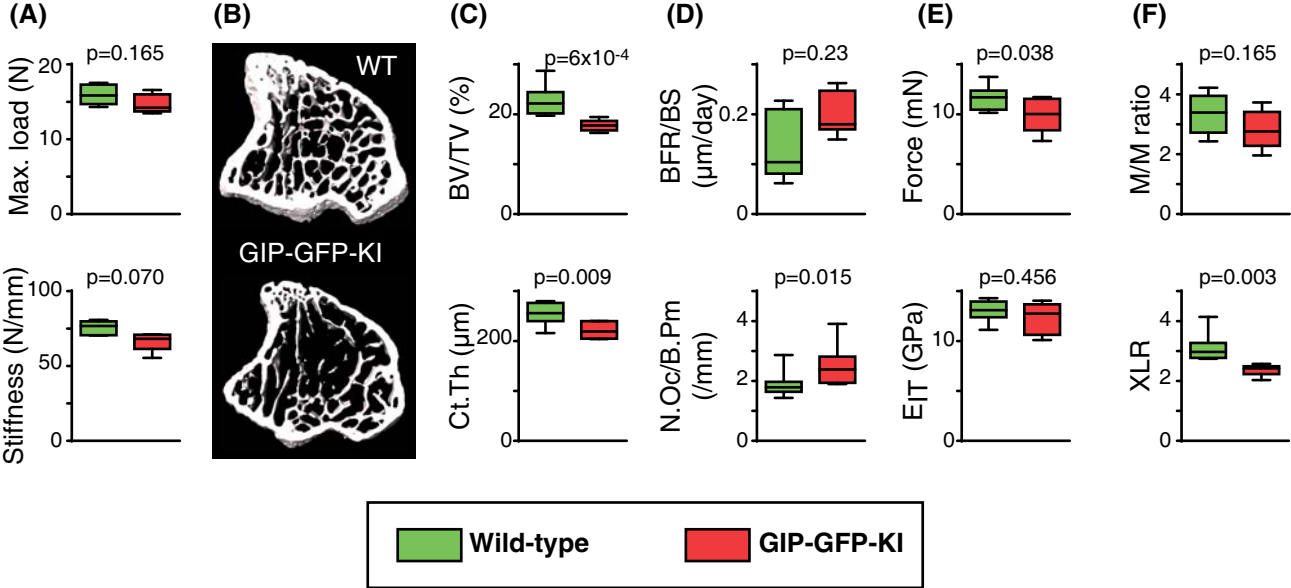 (A)
p=0.165
Max. load (N)
20
10
0
p=0.070
Stiffness (N/mm)
100
50
0
(B)
WT
GIP-GFP-KI
(C)
p=6x10-4
BV/TV (%)
20
0
p=0.009
Ct.Th (µm)
200
0
(D)
p=0.23
BFR/BS
(µm/day)
0.2
0
p=0.015
N.Oc/B.Pm
(/mm)
4
2
0
(E)
p=0.038
Force (mN)
10
0
p=0.456
EIT (GPa)
10
0
(F)
p=0.165
M/M ratio
4
2
0
p=0.003
XLR
4
2
0
Wild-type
GIP-GFP-KI